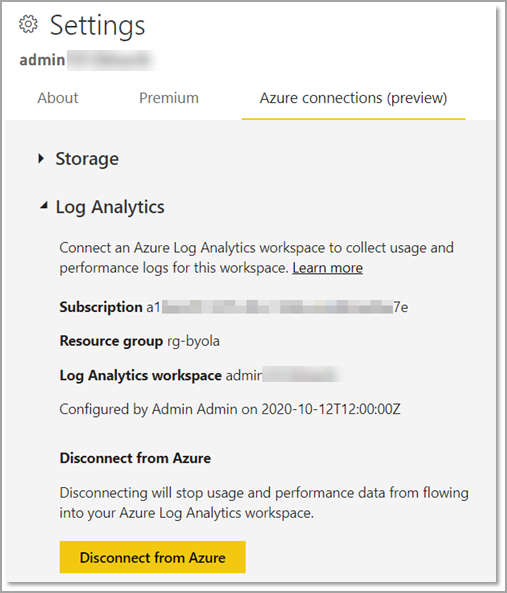 Settings
admin
About Premium Azure connections (preview)
Storage
Log Analytics
Connect an Azure Log Analytics workspace to collect usage and
performance logs for this workspace. Learn more
Subscription a1 7e
Resource group rg-byola
Log Analytics workspace admin
Configured by Admin Admin on 2020-10-12T12:00:00Z
Disconnect from Azure
Disconnecting will stop usage and performance data from flowing
into your Azure Log Analytics workspace.
Disconnect from Azure